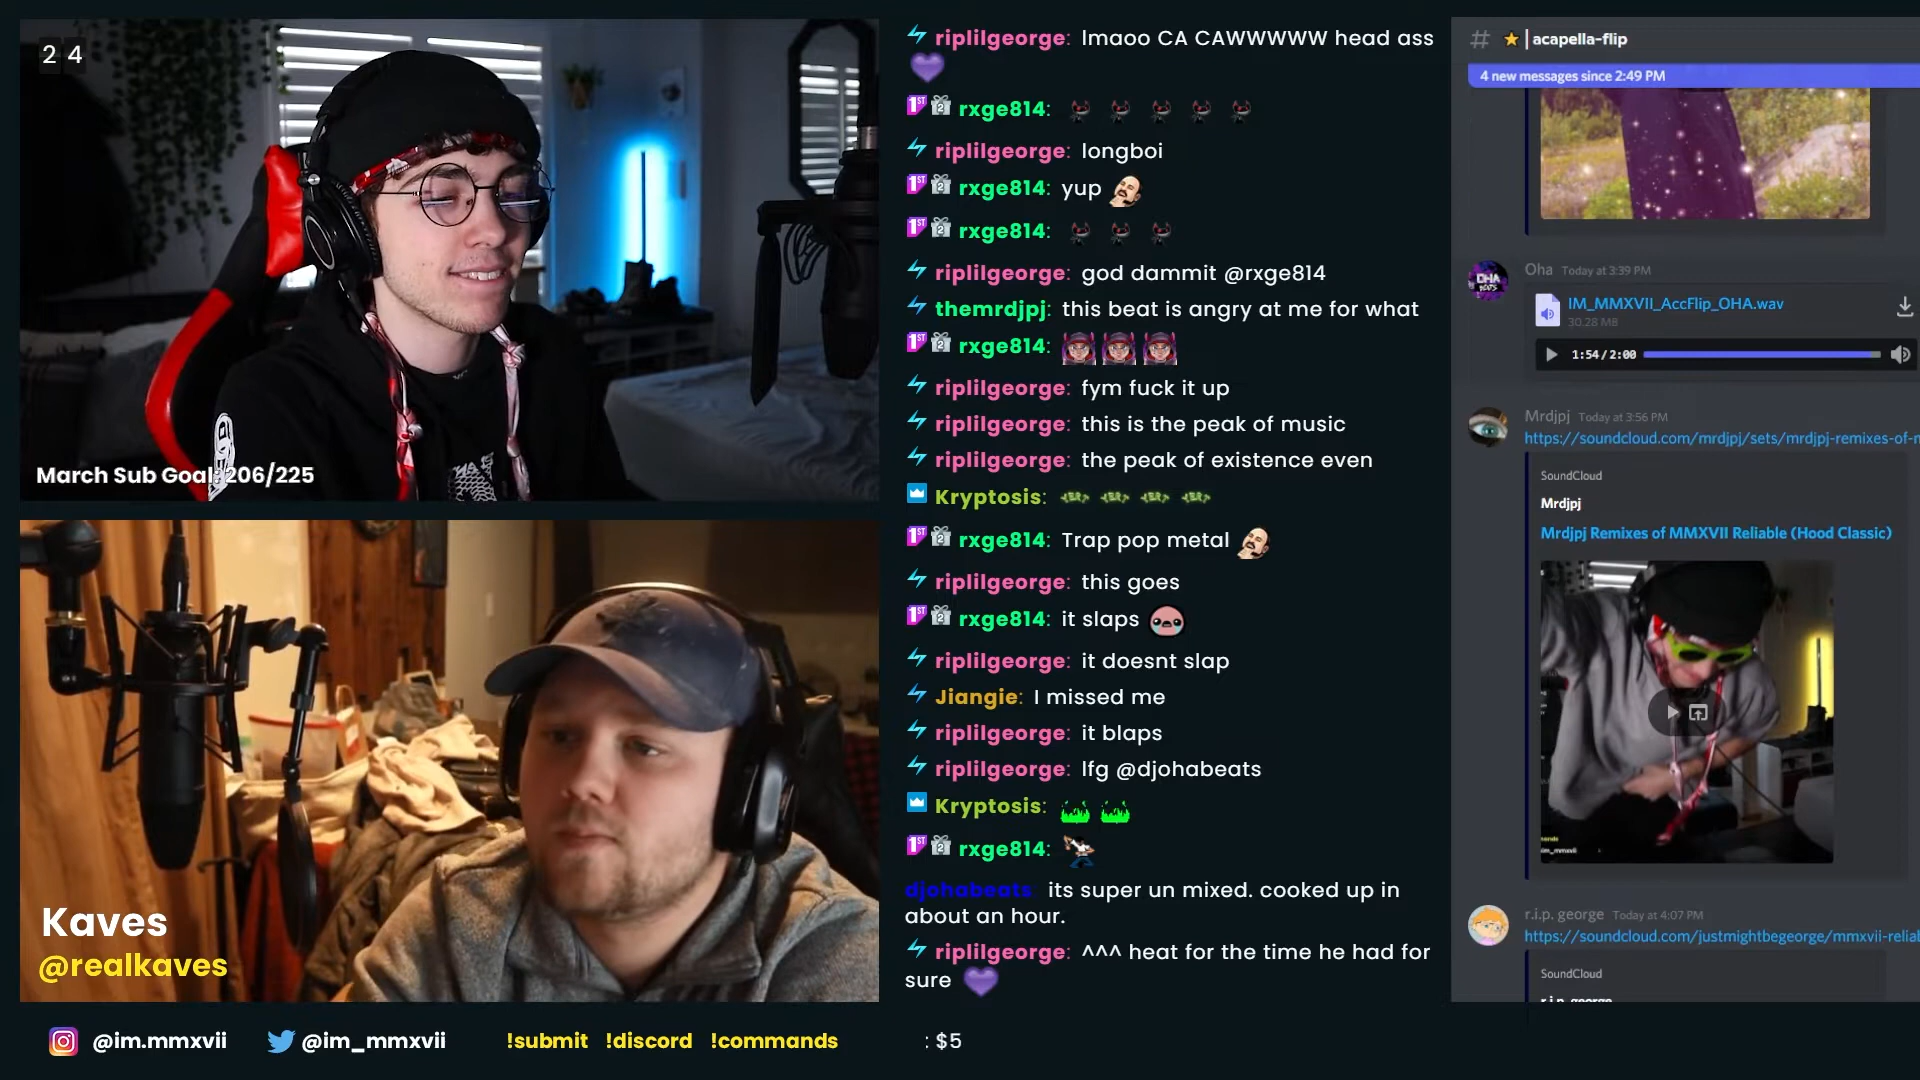 2 4
March Sub Goal: 206/225
Kaves
@realkaves
@im.mmxvii
@im_mmxvii
!submit !discord !commands
: $5
riplilgeorge: lmaoo CA CAWWWWW head ass
rxge814:
riplilgeorge: longboi
rxge814: yup
rxge814:
riplilgeorge: god dammit @rxge814
themrdjpj: this beat is angry at me for what
rxge814:
riplilgeorge: fym fuck it up
riplilgeorge: this is the peak of music
riplilgeorge: the peak of existence even
Kryptosis:
rxge814: Trap pop metal
riplilgeorge: this goes
rxge814: it slaps
riplilgeorge: it doesnt slap
Jiangie: I missed me
riplilgeorge: it blaps
riplilgeorge: lfg @djohabeats
Kryptosis:
rxge814:
djohabeats its super un mixed. cooked up in
about an hour.
riplilgeorge: ^^^ heat for the time he had for
sure
# | acapella-flip
4 new messages since 2:49 PM
Oha Today at 3:39 PM
IM_MMXVII_AccFlip_OHA.wav
30.28 MB
1:54/2:00
Mrdjpj Today at 3:56 PM
https://soundcloud.com/mrdjpj/sets/mrdjpj-remixes-of-m
SoundCloud
Mrdjpj
Mrdjpj Remixes of MMXVII Reliable (Hood Classic)
r.i.p. george Today at 4:07 PM
https://soundcloud.com/justmightbegeorge/mmxvii-reliab
SoundCloud
r.i.p. george